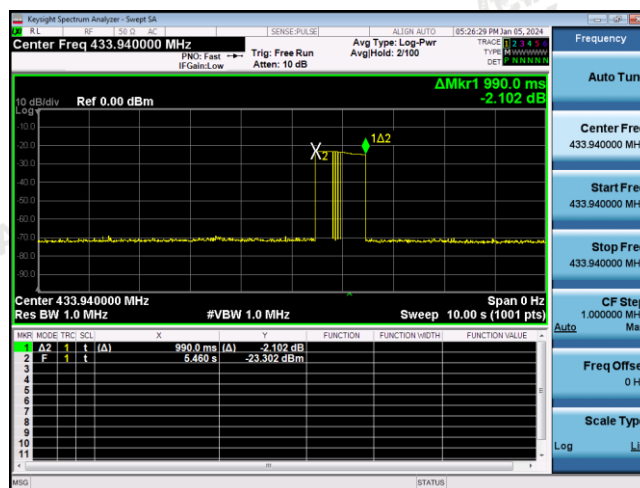 Keysight Spectrum Analyzer - Swept SA
RL RF 50 Ω AC SENSE:PULSE ALIGN AUTO 05:26:29 PM Jan 05, 2024
Center Freq 433.940000 MHz
PNO: Fast
IFGain:Low
Trig: Free Run
Atten: 10 dB
Avg Type: Log-Pwr
Avg|Hold: 2/100
TRACE 1 2 3 4 5 6
TYPE M WWWWW
DET P N N N N N
ΔMkr1 990.0 ms
-2.102 dB
10 dB/div Ref 0.00 dBm
Log
-10.0
-20.0
-30.0
-40.0
-50.0
-60.0
-70.0
-80.0
-90.0
X2
1Δ2
Center 433.940000 MHz Span 0 Hz
Res BW 1.0 MHz #VBW 1.0 MHz Sweep 10.00 s (1001 pts)
MKR MODE TRC SCL X Y FUNCTION FUNCTION WIDTH FUNCTION VALUE
1 Δ2 1 t (Δ) 990.0 ms (Δ) -2.102 dB
2 F 1 t 5.460 s -23.302 dBm
3
4
5
6
7
8
9
10
11
MSG STATUS
Frequency
Auto Tun
Center Fre
433.940000 MH
Start Fre
433.940000 MH
Stop Fre
433.940000 MH
CF Step
1.000000 MH
Auto Ma
Freq Offse
0 H
Scale Type
Log Li